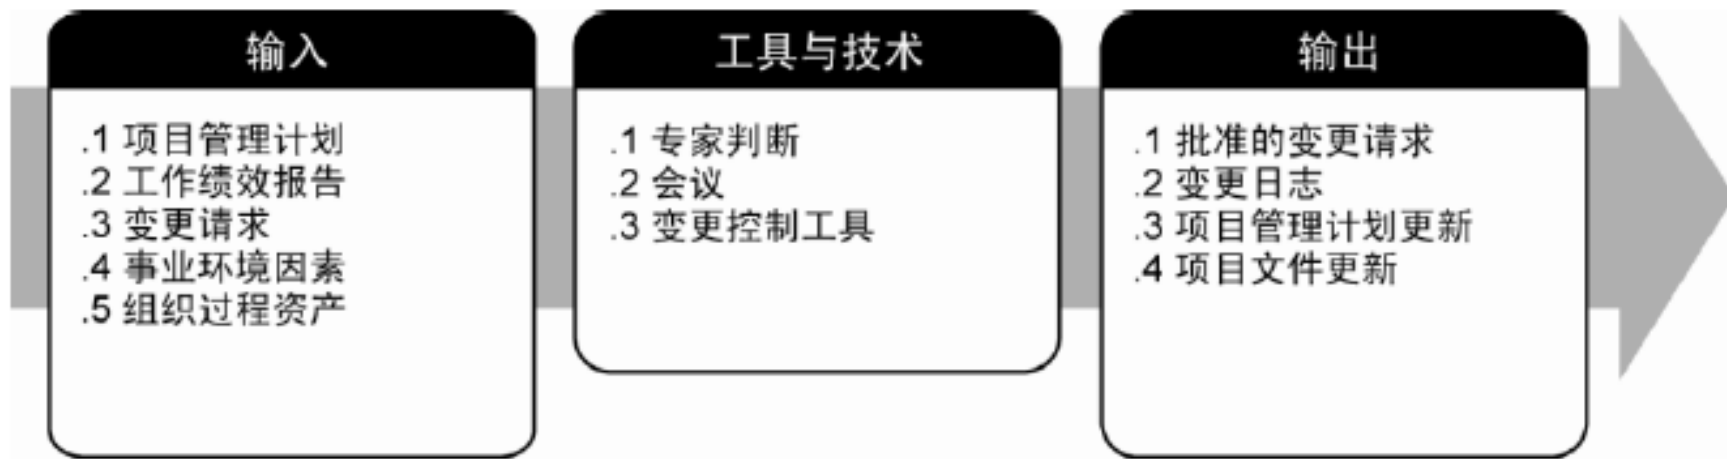 输入
.1 项目管理计划
.2 工作绩效报告
.3 变更请求
.4 事业环境因素
.5 组织过程资产
工具与技术
.1 专家判断
.2 会议
.3 变更控制工具
输出
.1 批准的变更请求
.2 变更日志
.3 项目管理计划更新
.4 项目文件更新